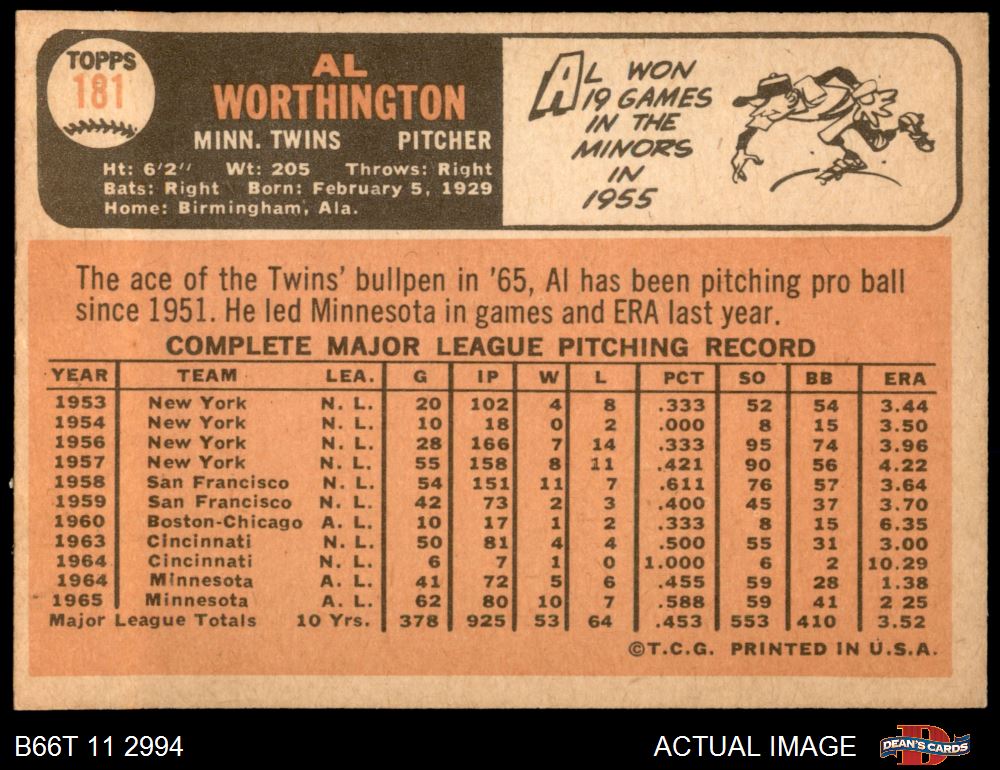 TOPPS
181
AL
WORTHINGTON
MINN. TWINS PITCHER
Ht: 6'2" Wt: 205 Throws: Right
Bats: Right Born: February 5, 1929
Home: Birmingham, Ala.
AL WON
19 GAMES
IN THE
MINORS
IN
1955
The ace of the Twins' bullpen in '65, Al has been pitching pro ball
since 1951. He led Minnesota in games and ERA last year.
COMPLETE MAJOR LEAGUE PITCHING RECORD
YEAR TEAM LEA. G IP W L PCT SO BB ERA
1953 New York N. L. 20 102 4 8 .333 52 54 3.44
1954 New York N. L. 10 18 0 2 .000 8 15 3.50
1956 New York N. L. 28 166 7 14 .333 95 74 3.96
1957 New York N. L. 55 158 8 11 .421 90 56 4.22
1958 San Francisco N. L. 54 151 11 7 .611 76 57 3.64
1959 San Francisco N. L. 42 73 2 3 .400 45 37 3.70
1960 Boston-Chicago A. L. 10 17 1 2 .333 8 15 6.35
1963 Cincinnati N. L. 50 81 4 4 .500 55 31 3.00
1964 Cincinnati N. L. 6 7 1 0 1.000 6 2 10.29
1964 Minnesota A. L. 41 72 5 6 .455 59 28 1.38
1965 Minnesota A. L. 62 80 10 7 .588 59 41 2 25
Major League Totals 10 Yrs. 378 925 53 64 .453 553 410 3.52
©T.C.G. PRINTED IN U.S.A.
B66T 11 2994
ACTUAL IMAGE
DEAN'S CARDS